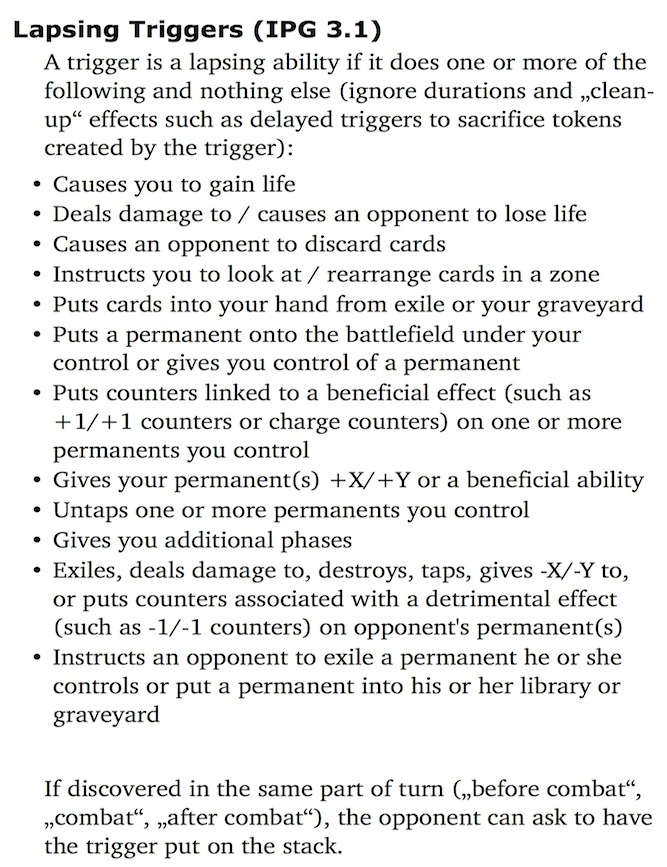 Lapsing Triggers (IPG 3.1)
A trigger is a lapsing ability if it does one or more of the
following and nothing else (ignore durations and „clean-
up“ effects such as delayed triggers to sacrifice tokens
created by the trigger):
• Causes you to gain life
• Deals damage to / causes an opponent to lose life
• Causes an opponent to discard cards
• Instructs you to look at / rearrange cards in a zone
• Puts cards into your hand from exile or your graveyard
• Puts a permanent onto the battlefield under your
control or gives you control of a permanent
• Puts counters linked to a beneficial effect (such as
+1/+1 counters or charge counters) on one or more
permanents you control
• Gives your permanent(s) +X/+Y or a beneficial ability
• Untaps one or more permanents you control
• Gives you additional phases
• Exiles, deals damage to, destroys, taps, gives -X/-Y to,
or puts counters associated with a detrimental effect
(such as -1/-1 counters) on opponent's permanent(s)
• Instructs an opponent to exile a permanent he or she
controls or put a permanent into his or her library or
graveyard
If discovered in the same part of turn („before combat“,
„combat“, „after combat“), the opponent can ask to have
the trigger put on the stack.